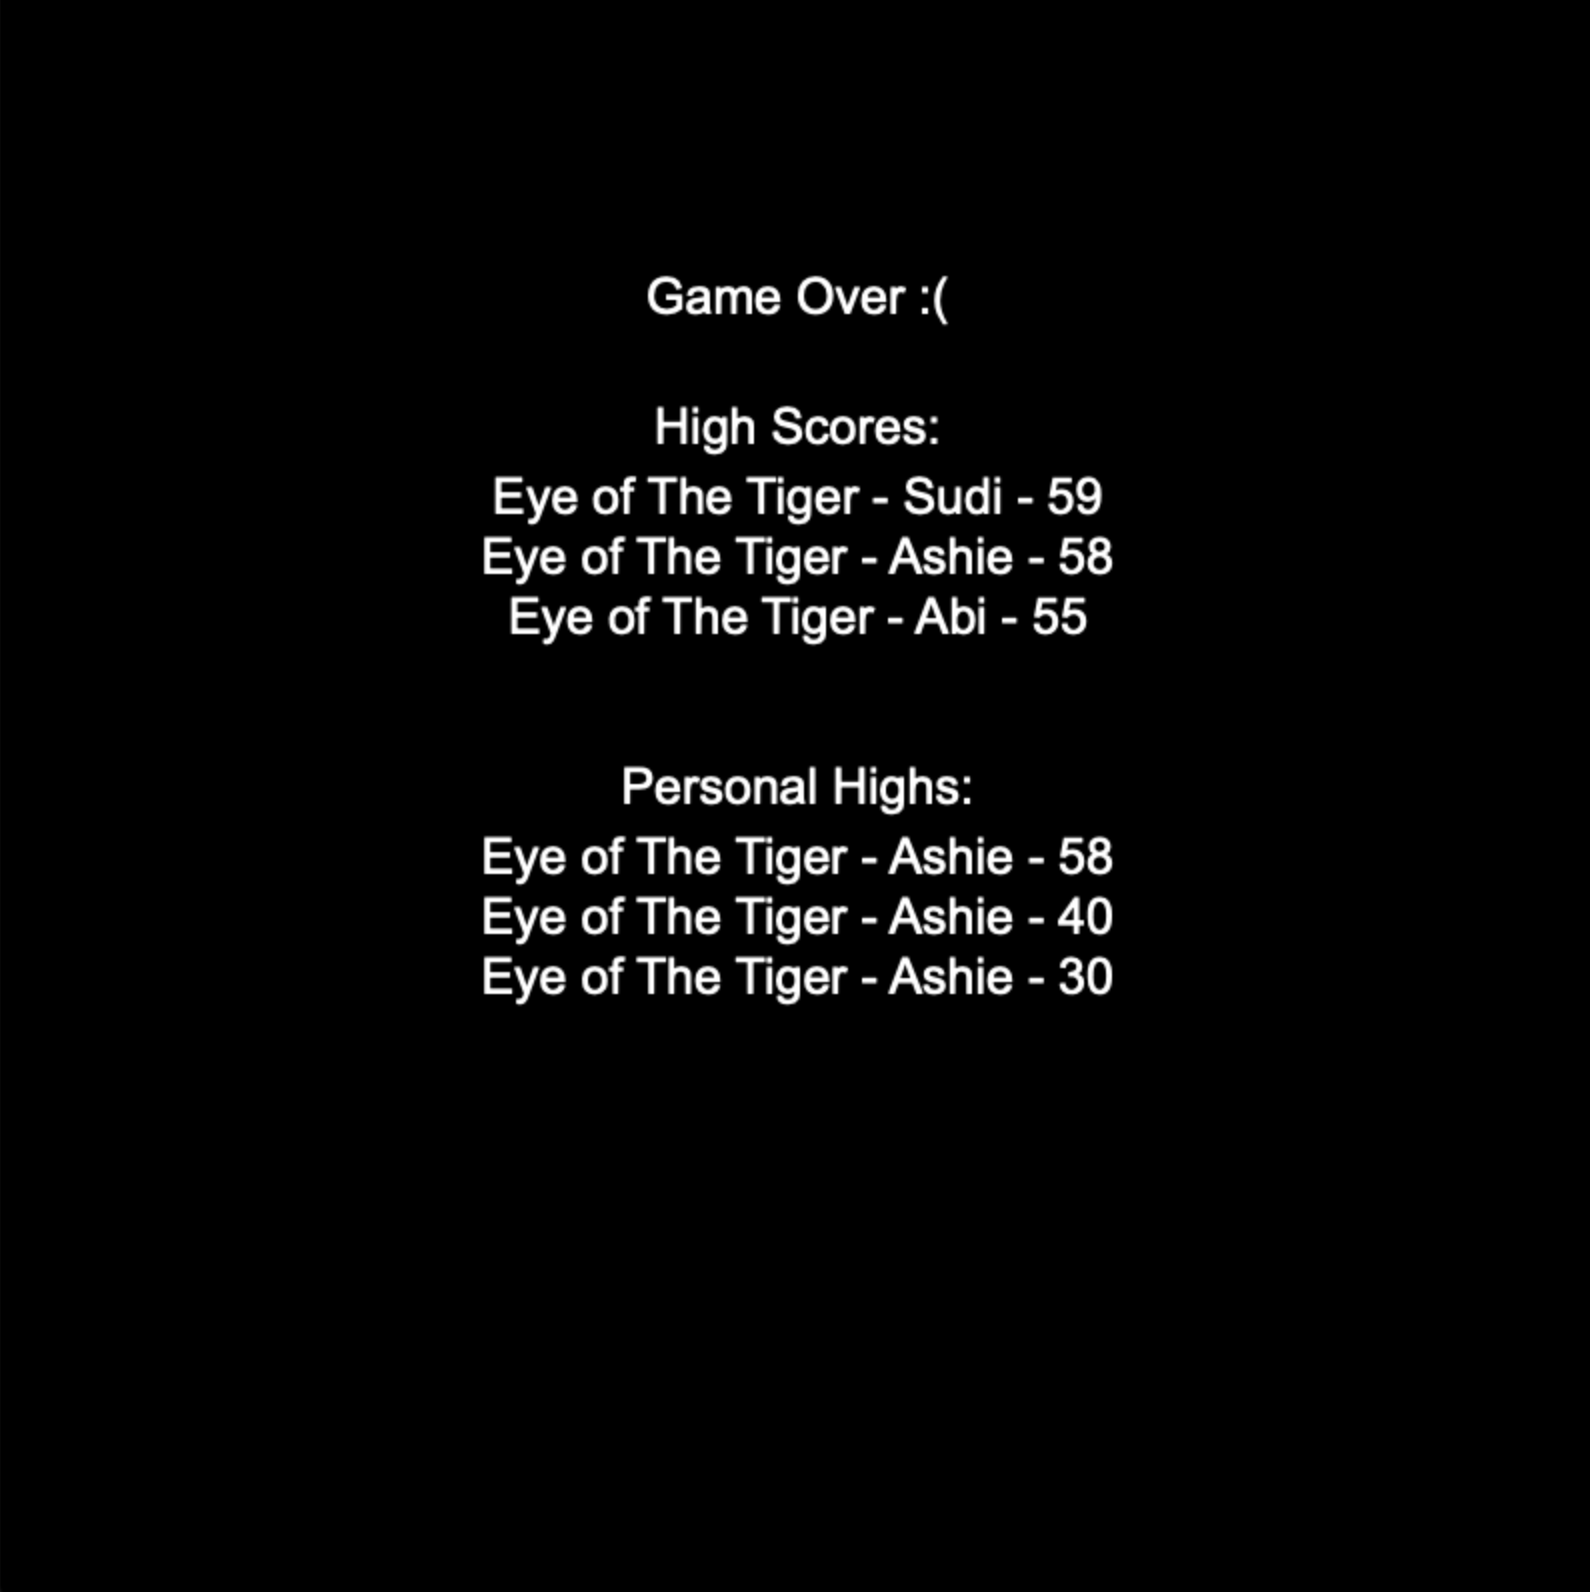 Game Over :(
High Scores:
Eye of The Tiger - Sudi - 59
Eye of The Tiger - Ashie - 58
Eye of The Tiger - Abi - 55
Personal Highs:
Eye of The Tiger - Ashie - 58
Eye of The Tiger - Ashie - 40
Eye of The Tiger - Ashie - 30